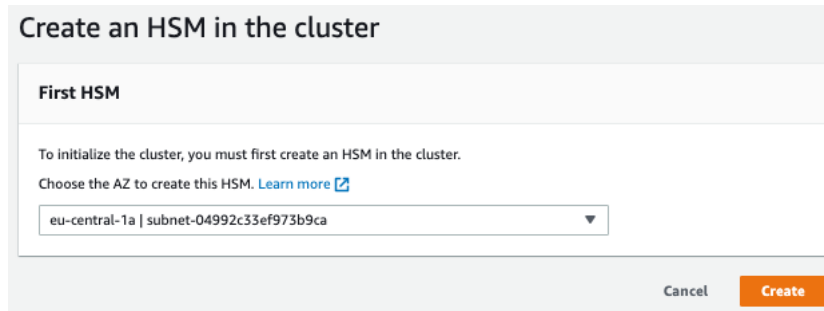 Create an HSM in the cluster
First HSM
To initialize the cluster, you must first create an HSM in the cluster.
Choose the AZ to create this HSM. Learn more
eu-central-1a | subnet-04992c33ef973b9ca
Cancel Create